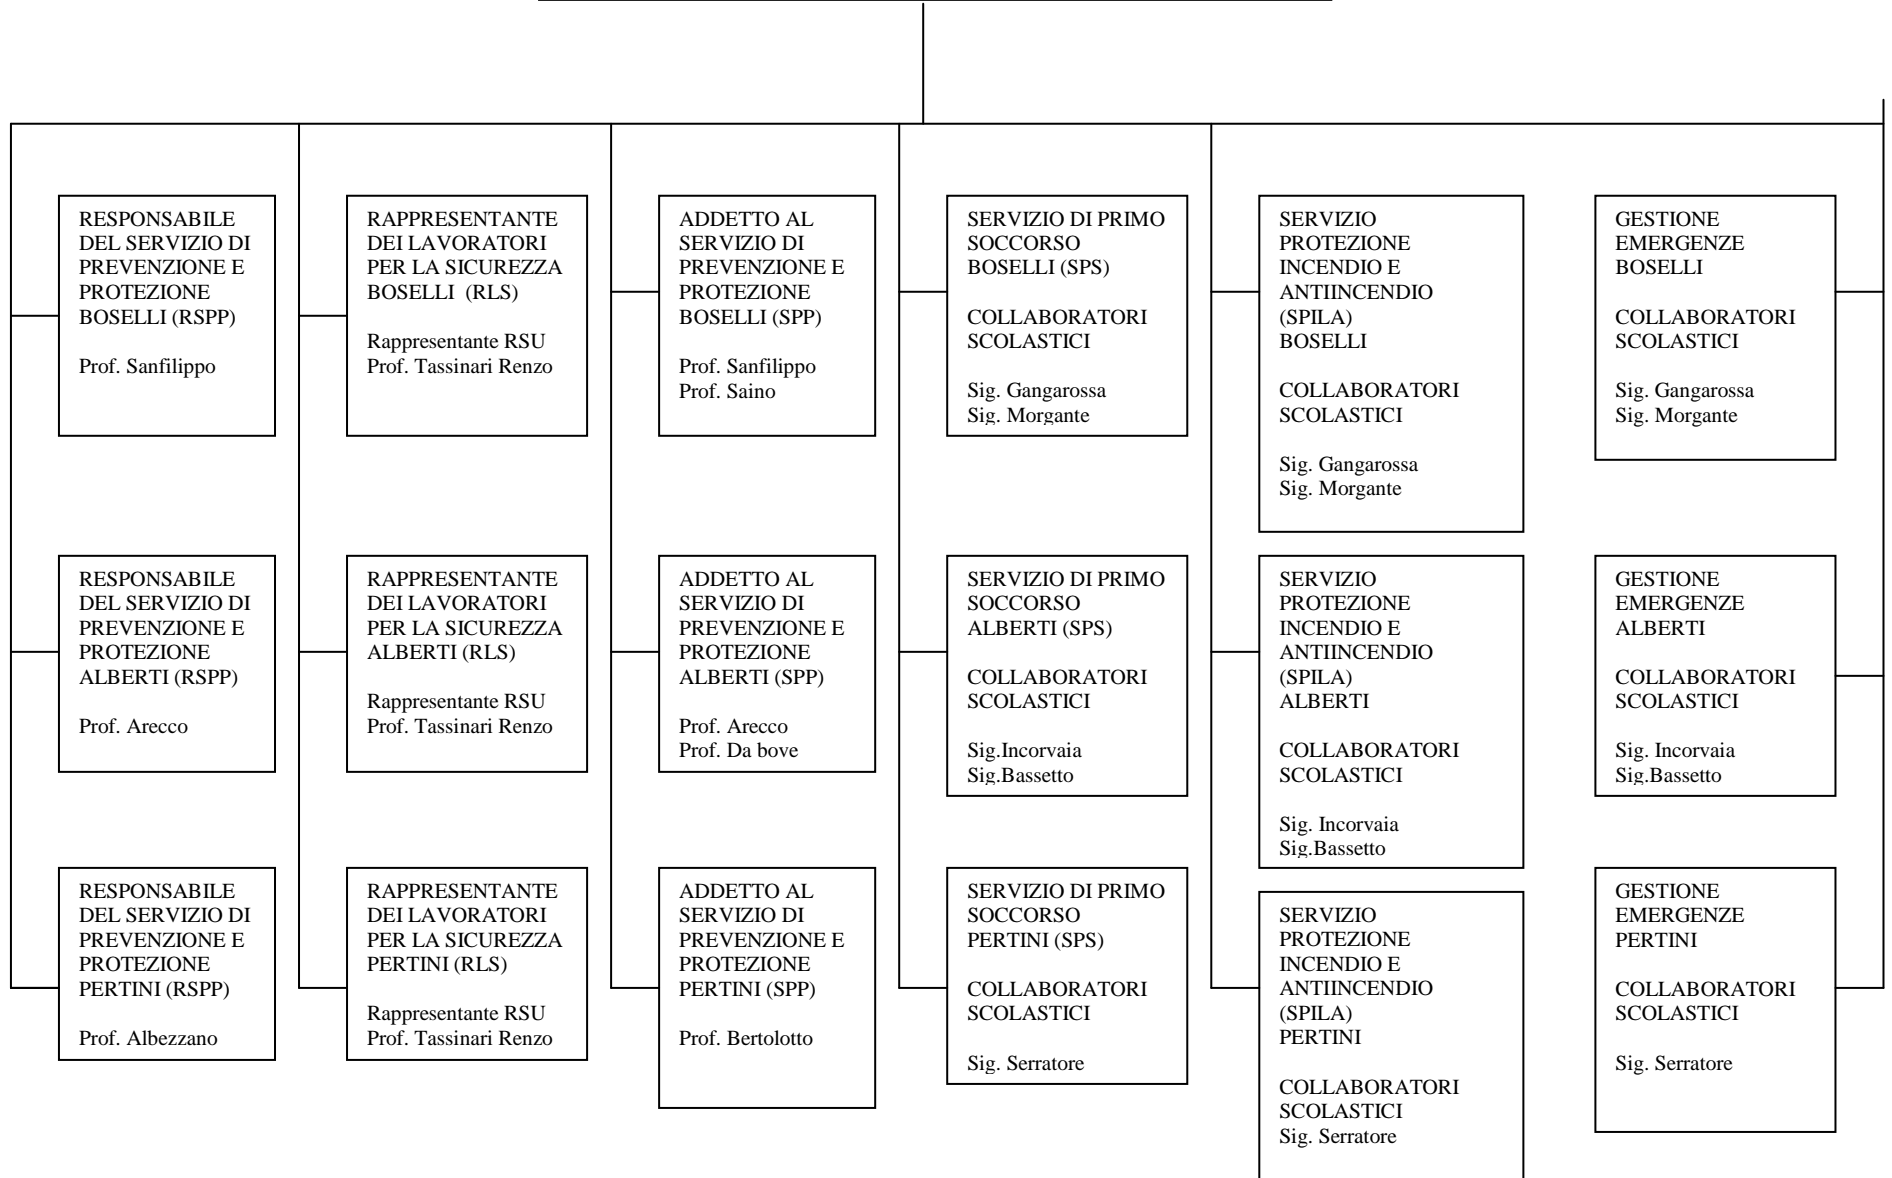 RESPONSABILE
DEL SERVIZIO DI
PREVENZIONE E
PROTEZIONE
BOSELLI (RSPP)
Prof. Sanfilippo
RAPPRESENTANTE
DEI LAVORATORI
PER LA SICUREZZA
BOSELLI (RLS)
Rappresentante RSU
Prof. Tassinari Renzo
ADDETTO AL
SERVIZIO DI
PREVENZIONE E
PROTEZIONE
BOSELLI (SPP)
Prof. Sanfilippo
Prof. Saino
SERVIZIO DI PRIMO
SOCCORSO
BOSELLI (SPS)
COLLABORATORI
SCOLASTICI
Sig. Gangarossa
Sig. Morgante
SERVIZIO
PROTEZIONE
INCENDIO E
ANTIINCENDIO
(SPILA)
BOSELLI
COLLABORATORI
SCOLASTICI
Sig. Gangarossa
Sig. Morgante
GESTIONE
EMERGENZE
BOSELLI
COLLABORATORI
SCOLASTICI
Sig. Gangarossa
Sig. Morgante
RESPONSABILE
DEL SERVIZIO DI
PREVENZIONE E
PROTEZIONE
ALBERTI (RSPP)
Prof. Arecco
RAPPRESENTANTE
DEI LAVORATORI
PER LA SICUREZZA
ALBERTI (RLS)
Rappresentante RSU
Prof. Tassinari Renzo
ADDETTO AL
SERVIZIO DI
PREVENZIONE E
PROTEZIONE
ALBERTI (SPP)
Prof. Arecco
Prof. Da bove
SERVIZIO DI PRIMO
SOCCORSO
ALBERTI (SPS)
COLLABORATORI
SCOLASTICI
Sig.Incorvaia
Sig.Bassetto
SERVIZIO
PROTEZIONE
INCENDIO E
ANTIINCENDIO
(SPILA)
ALBERTI
COLLABORATORI
SCOLASTICI
Sig. Incorvaia
Sig.Bassetto
GESTIONE
EMERGENZE
ALBERTI
COLLABORATORI
SCOLASTICI
Sig. Incorvaia
Sig.Bassetto
RESPONSABILE
DEL SERVIZIO DI
PREVENZIONE E
PROTEZIONE
PERTINI (RSPP)
Prof. Albezzano
RAPPRESENTANTE
DEI LAVORATORI
PER LA SICUREZZA
PERTINI (RLS)
Rappresentante RSU
Prof. Tassinari Renzo
ADDETTO AL
SERVIZIO DI
PREVENZIONE E
PROTEZIONE
PERTINI (SPP)
Prof. Bertolotto
SERVIZIO DI PRIMO
SOCCORSO
PERTINI (SPS)
COLLABORATORI
SCOLASTICI
Sig. Serratore
SERVIZIO
PROTEZIONE
INCENDIO E
ANTIINCENDIO
(SPILA)
PERTINI
COLLABORATORI
SCOLASTICI
Sig. Serratore
GESTIONE
EMERGENZE
PERTINI
COLLABORATORI
SCOLASTICI
Sig. Serratore